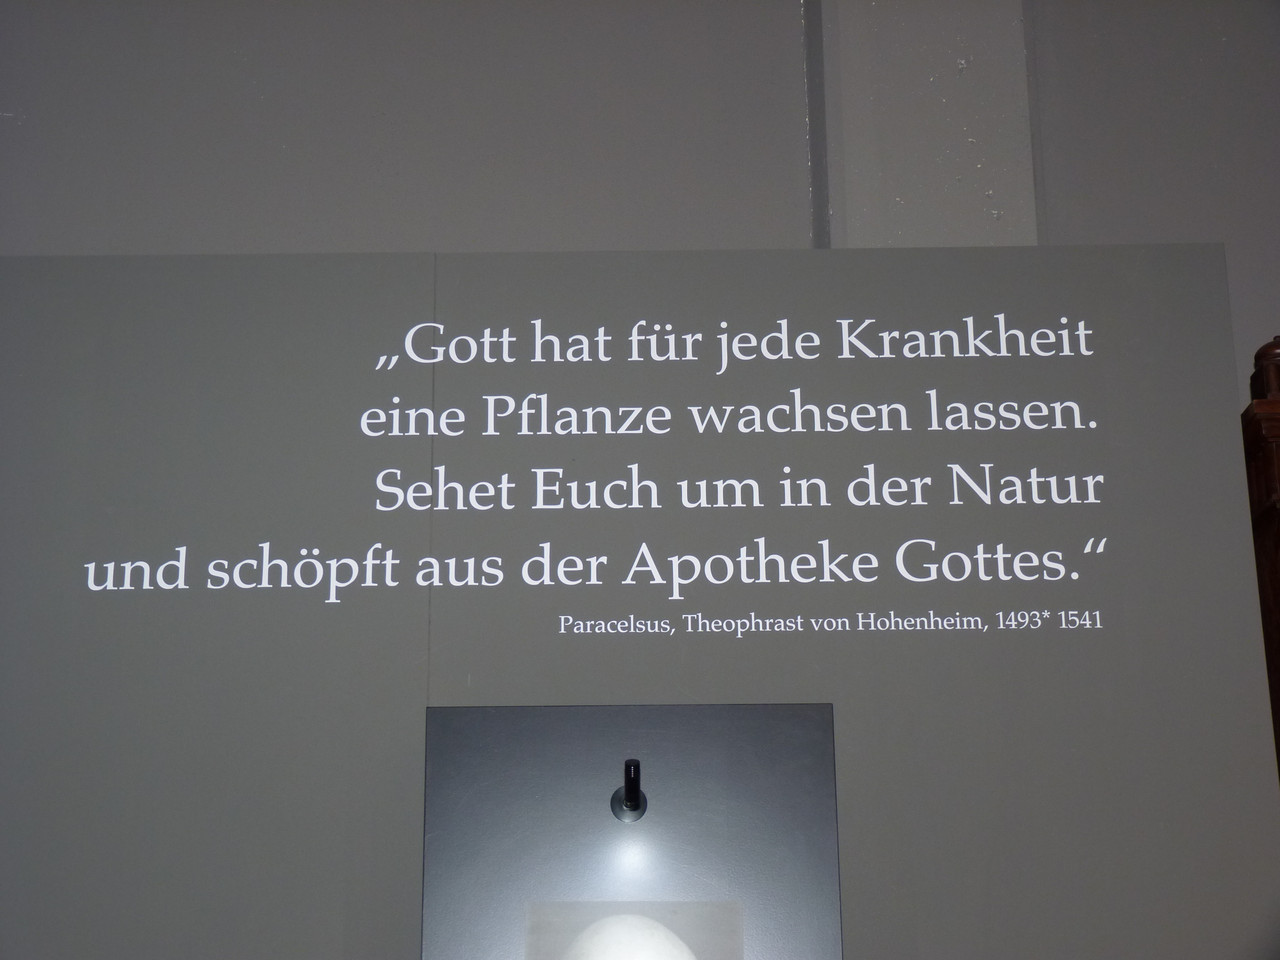 „Gott hat für jede Krankheit
eine Pflanze wachsen lassen.
Sehet Euch um in der Natur
und schöpft aus der Apotheke Gottes.“
Paracelsus, Theophrast von Hohenheim, 1493* 1541